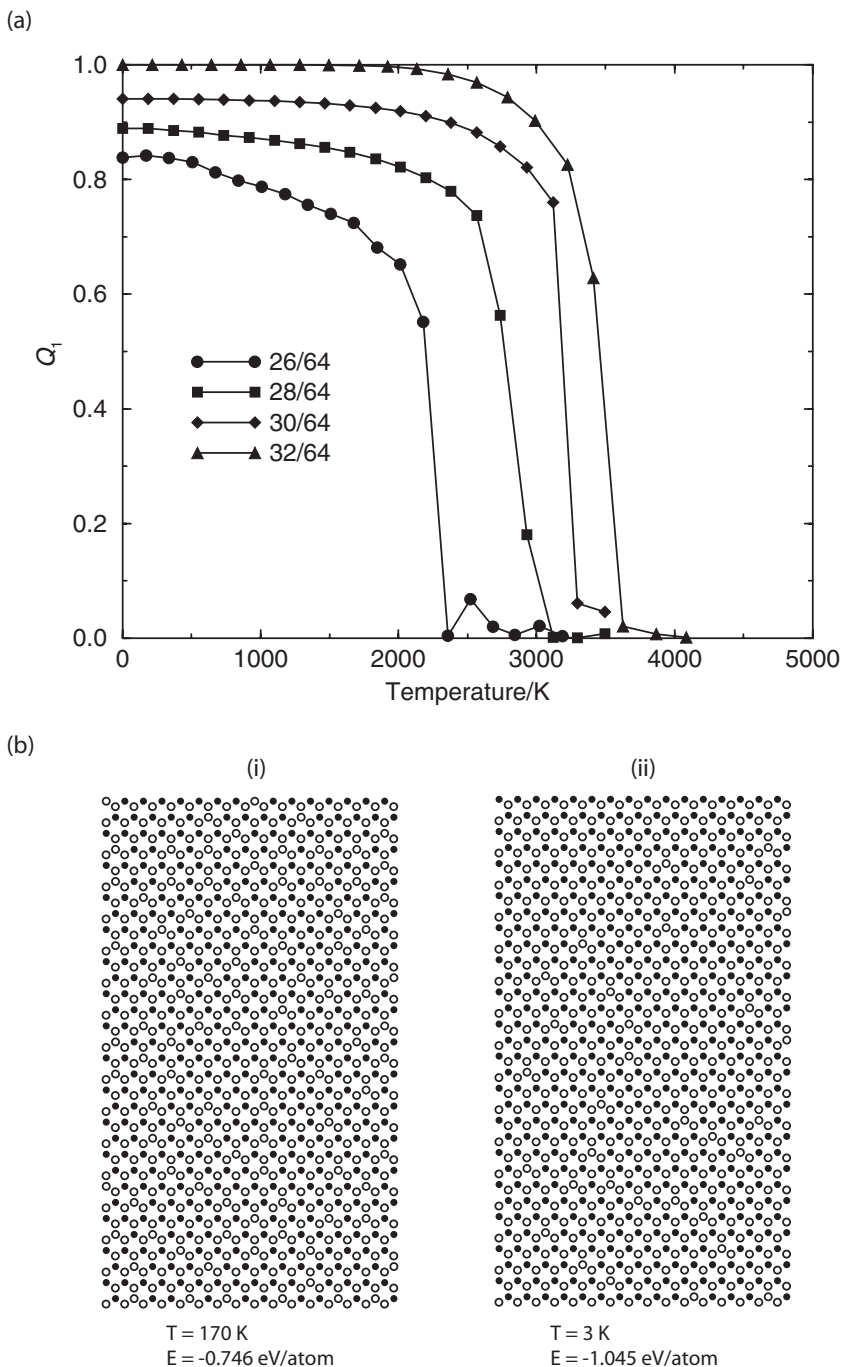 (a)
1.0
0.8
0.6
0.4
0.2
0.0
Q1
26/64
28/64
30/64
32/64
0 1000 2000 3000 4000 5000
Temperature/K
(b)
(i) (ii)
T = 170 K
E = -0.746 eV/atom
T = 3 K
E = -1.045 eV/atom